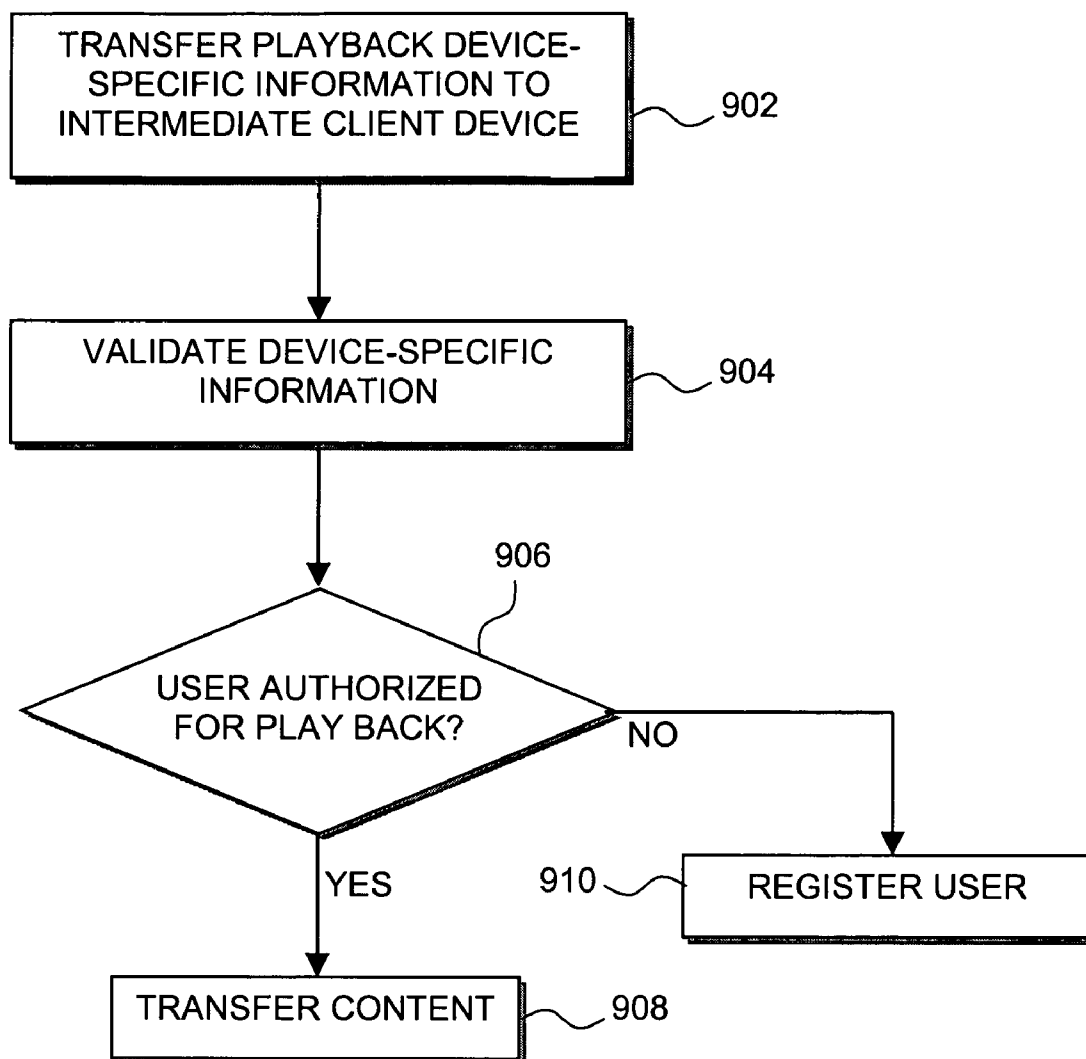 TRANSFER PLAYBACK DEVICE-
SPECIFIC INFORMATION TO
INTERMEDIATE CLIENT DEVICE
902
VALIDATE DEVICE-SPECIFIC
INFORMATION
904
906
USER AUTHORIZED
FOR PLAY BACK?
NO
YES
910
REGISTER USER
TRANSFER CONTENT
908